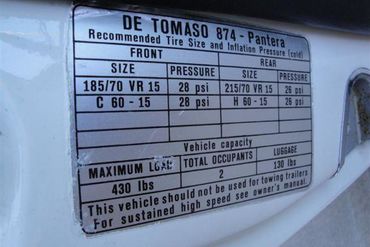 DE TOMASO 874 - Pantera
Recommended Tire Size and Inflation Pressure (cold)
FRONT REAR
SIZE PRESSURE SIZE PRESSURE
185/70 VR 15 28 psi 215/70 VR 15 26 psi
C 60 - 15 28 psi H 60 - 15 26 psi
Vehicle capacity
MAXIMUM LOAD TOTAL OCCUPANTS LUGGAGE
430 lbs 2 130 lbs
This vehicle should not be used for towing trailers
For sustained high speed see owner's manual.